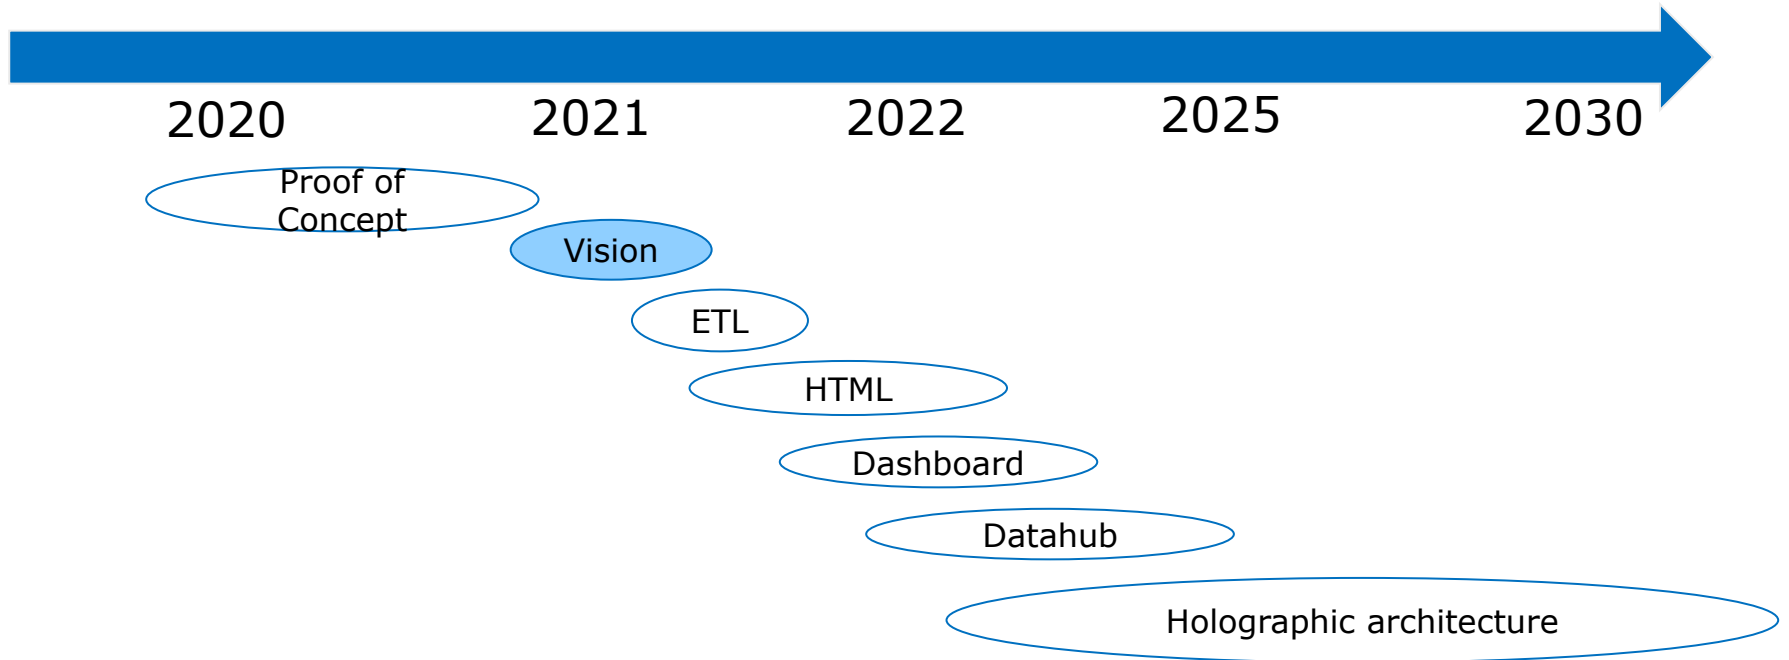 2020 2021 2022 2025 2030
Proof of
Concept
Vision
ETL
HTML
Dashboard
Datahub
Holographic architecture